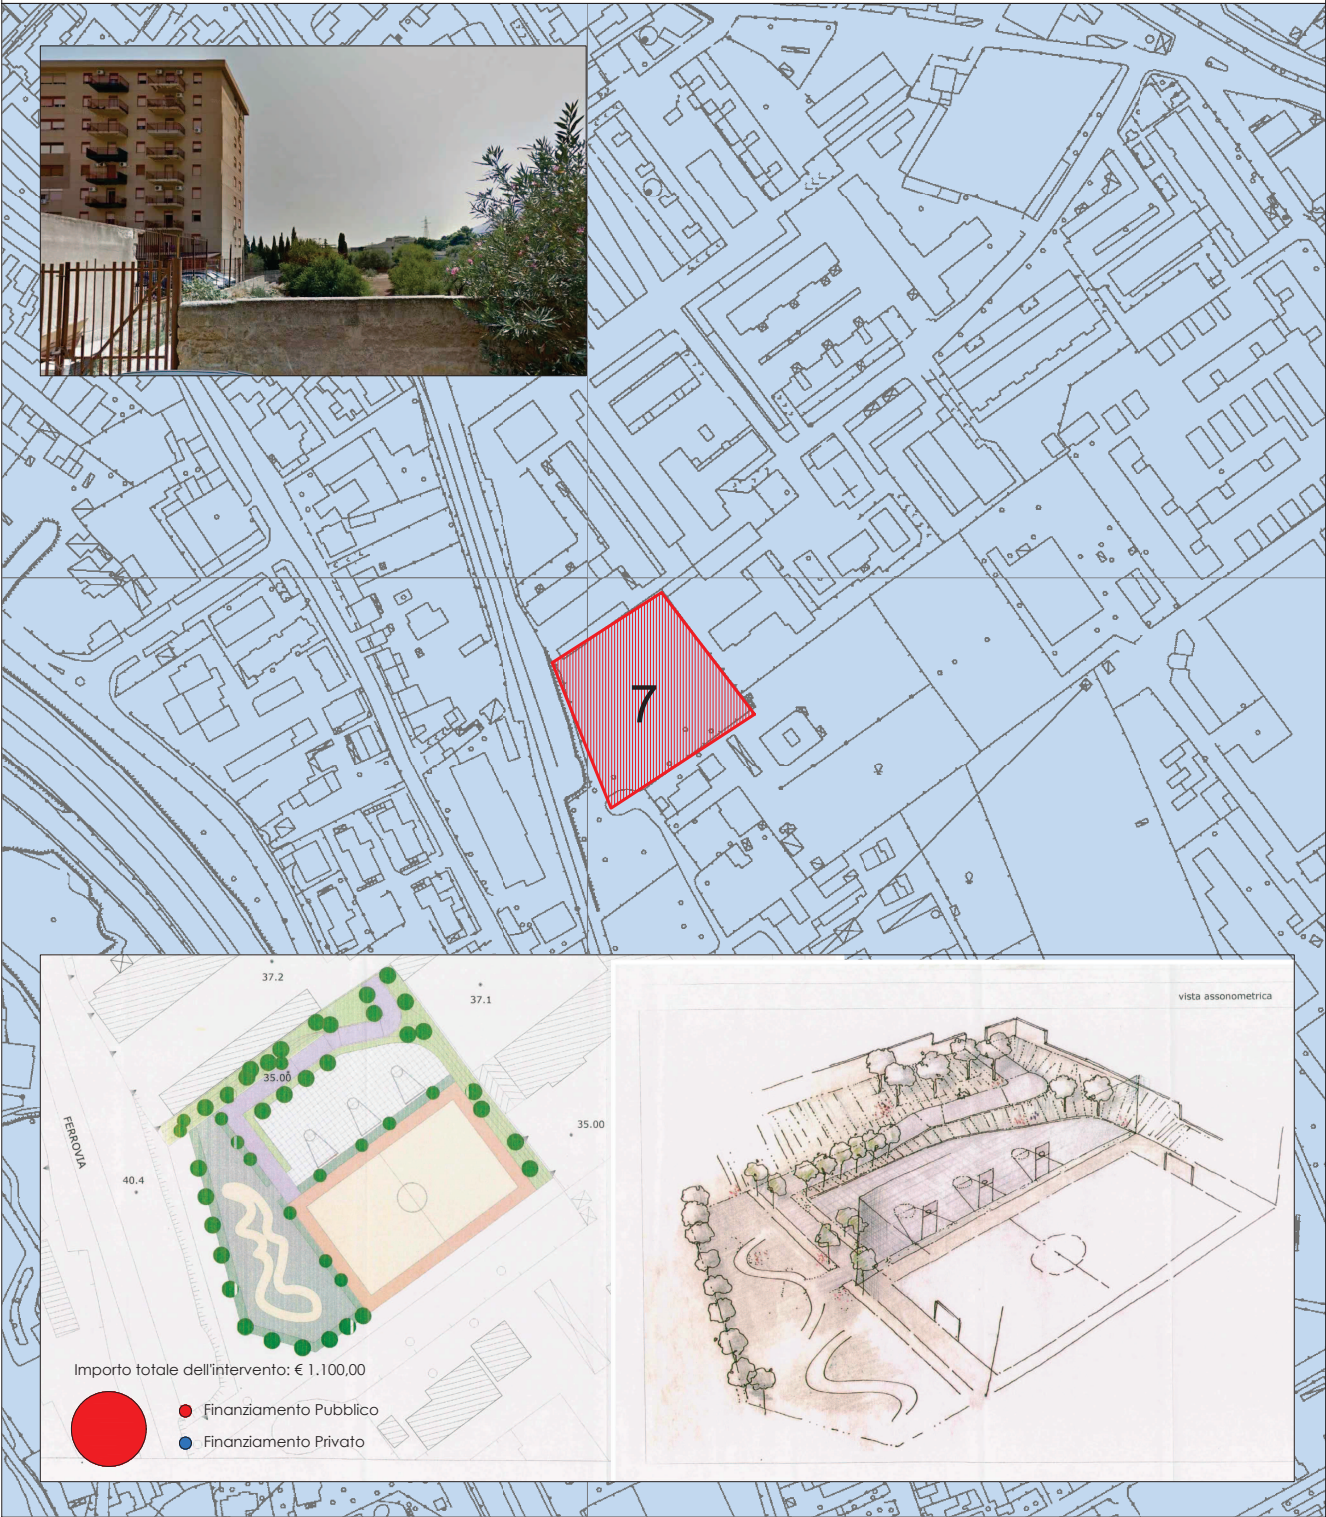 7
37.2
37.1
vista assonometrica
35.00
35.00
FERROVIA
40.4
Importo totale dell'intervento: € 1.100,00
Finanziamento Pubblico
Finanziamento Privato